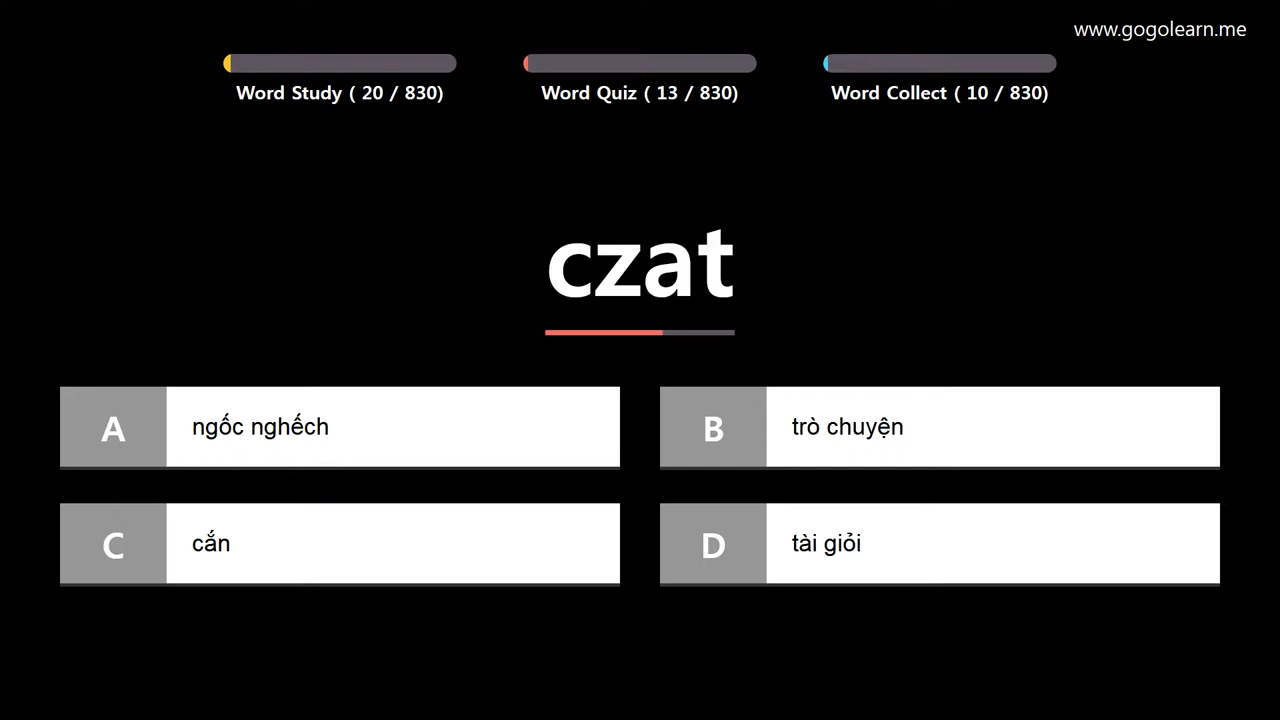 www.gogolearn.me
Word Study ( 20 / 830)
Word Quiz ( 13 / 830)
Word Collect ( 10 / 830)
czat
A
ngốc nghếch
B
trò chuyện
C
cắn
D
tài giỏi